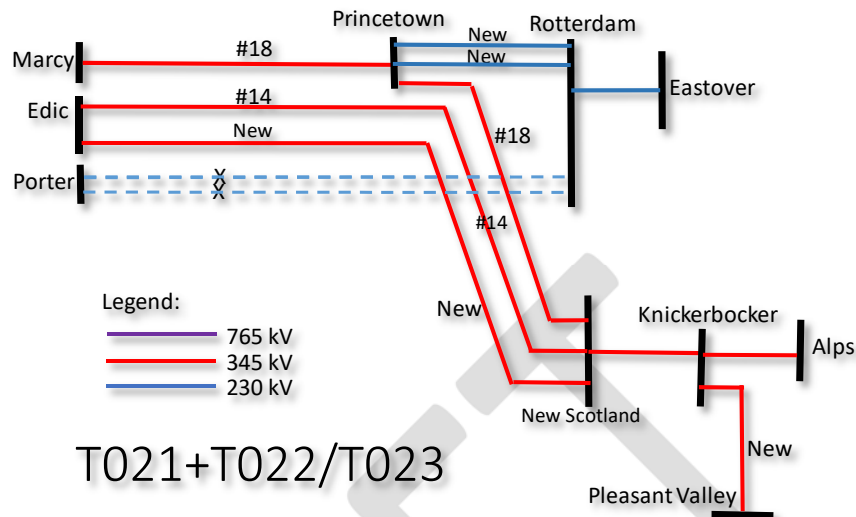 Princetown
Rotterdam
New
New
#18
Marcy
Eastover
#14
Edic
New
#18
X
X
Porter
#14
Legend:
New
765 kV
345 kV
230 kV
Knickerbocker
Alps
New Scotland
New
T021+T022/T023
Pleasant Valley